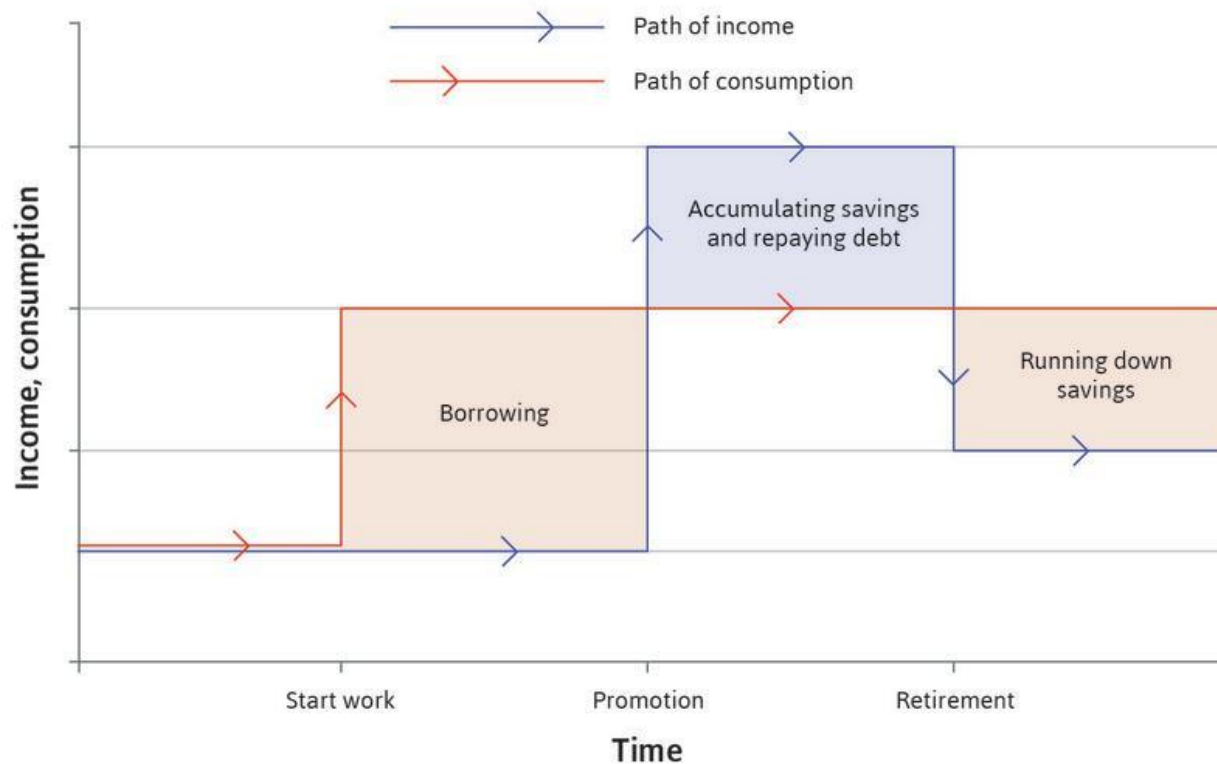 Path of income
Path of consumption
Income, consumption
Accumulating savings
and repaying debt
Borrowing
Running down
savings
Start work
Promotion
Retirement
Time